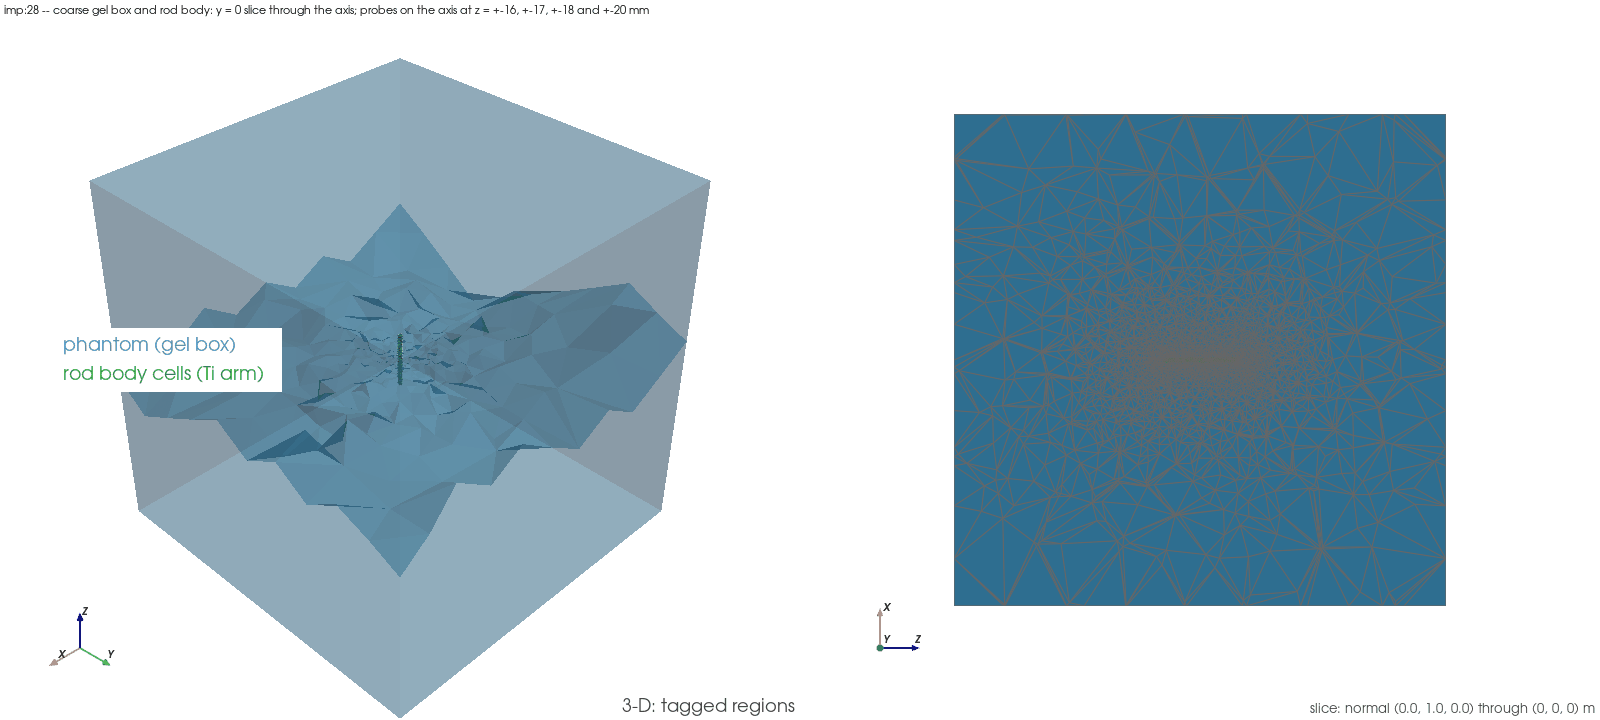 imp:28 -- coarse gel box and rod body: y = 0 slice through the axis; probes on the axis at z = +-16, +-17, +-18 and +-20 mm
phantom (gel box)
rod body cells (Ti arm)
Z
X
Y
3-D: tagged regions
X
Y
Z
slice: normal (0.0, 1.0, 0.0) through (0, 0, 0) m